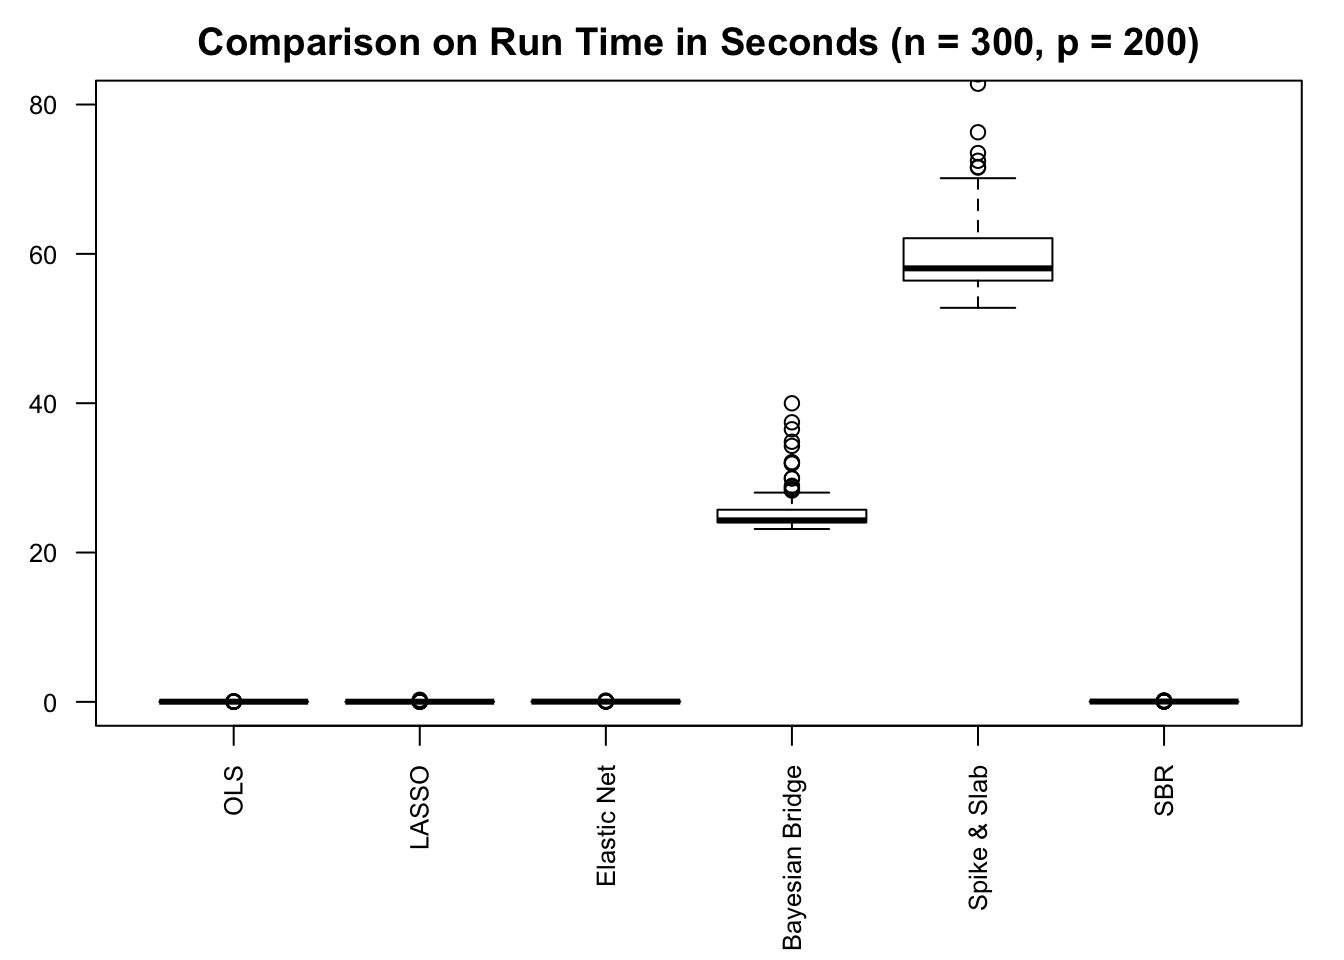 Comparison on Run Time in Seconds (n = 300, p = 200)
80
60
40
20
0
OLS
LASSO
Elastic Net
Bayesian Bridge
Spike & Slab
SBR